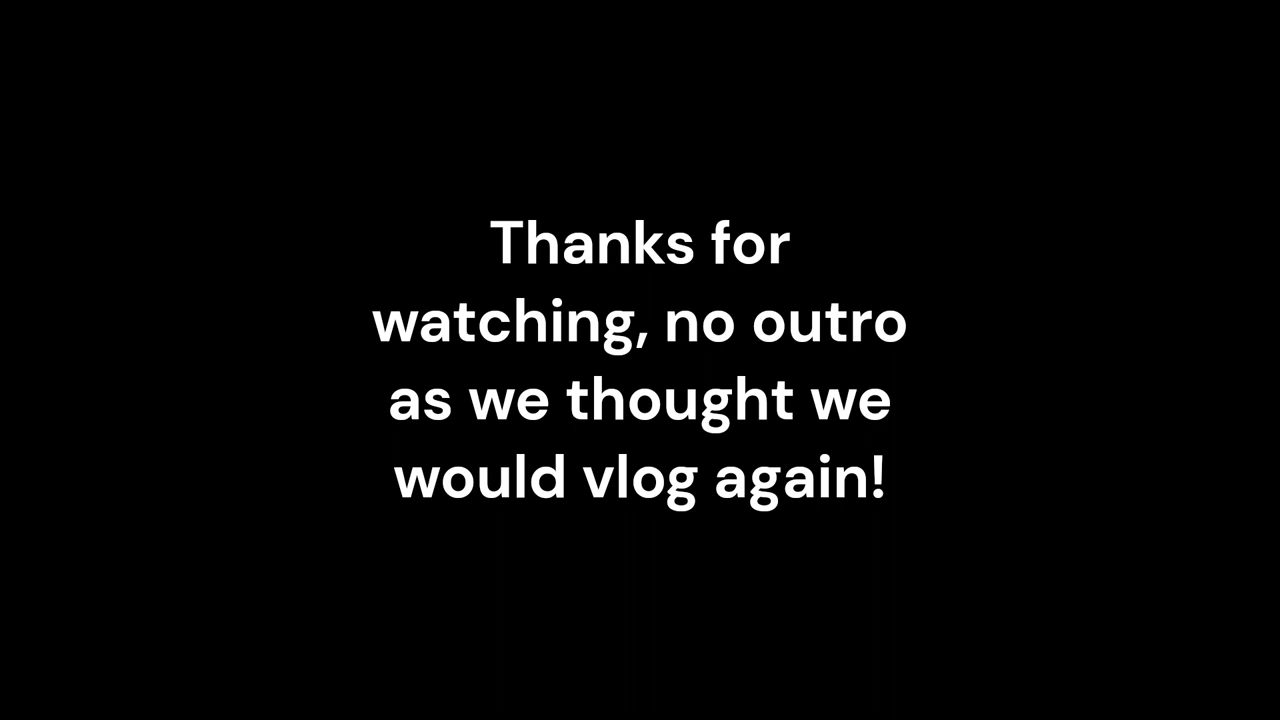 Thanks for
watching, no outro
as we thought we
would vlog again!